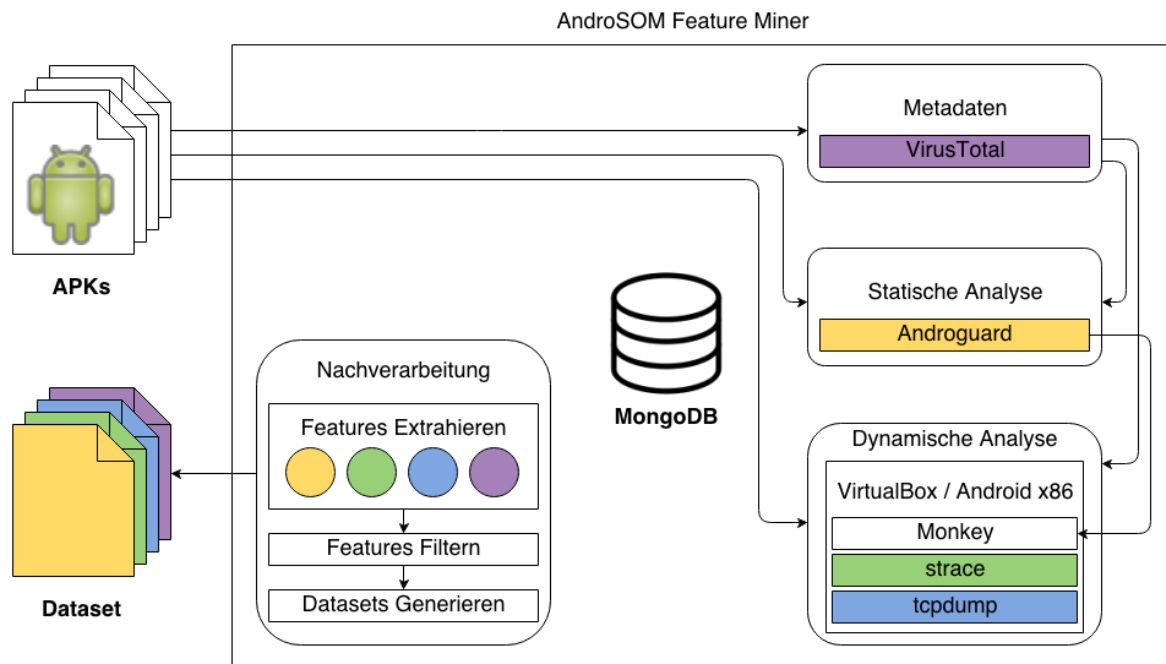 AndroSOM Feature Miner
APKs
Metadaten
VirusTotal
Statische Analyse
Androguard
MongoDB
Dynamische Analyse
VirtualBox / Android x86
Monkey
strace
tcpdump
Nachverarbeitung
Features Extrahieren
Features Filtern
Datasets Generieren
Dataset